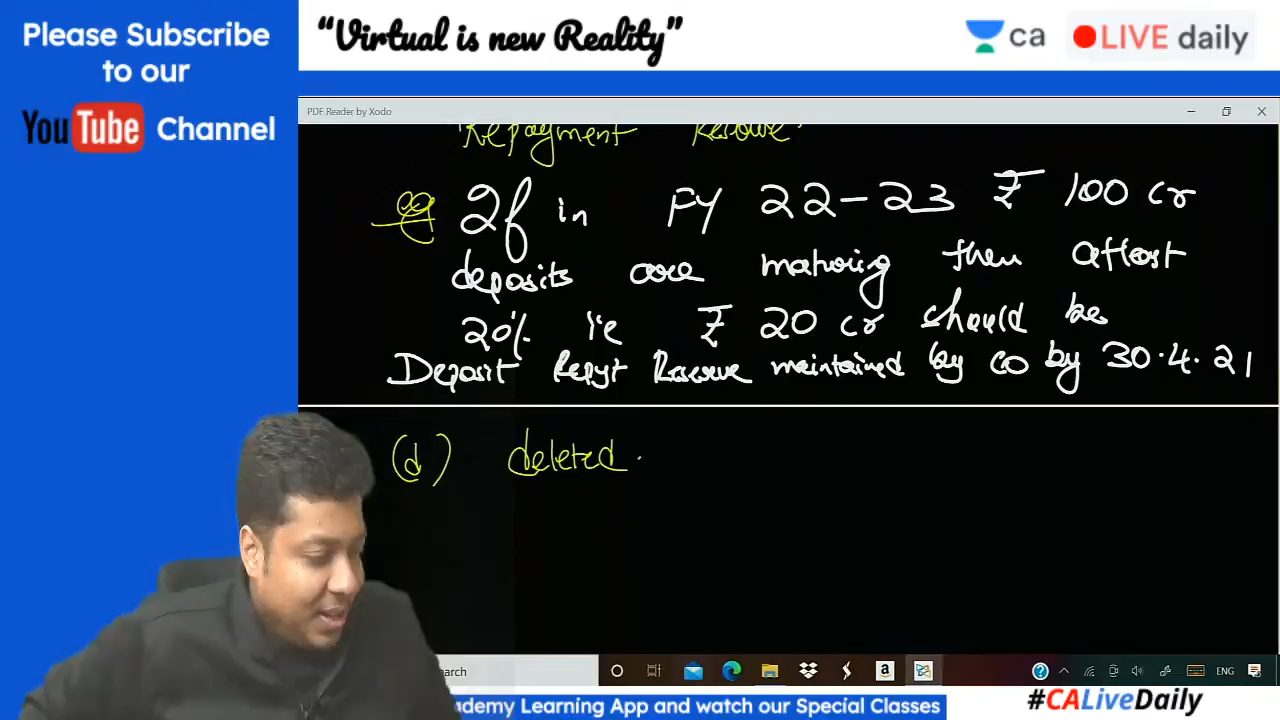 Please Subscribe
to our
YouTube Channel
“Virtual is new Reality”
ca
LIVE daily
PDF Reader by Xodo
Repayment Reserve
eg If in FY 22-23 ₹ 100 cr
deposits are maturing then atleast
20% ie ₹ 20 cr should be
Deposit Repyt Reserve maintained by co by 30.4.21
(d) deleted.
earch
ENG
ademy Learning App and watch our Special Classes
#CALiveDaily